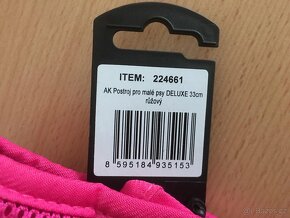 ITEM: 224661
AK Postroj pro malé psy DELUXE 33cm
růžový
8 595184 935153